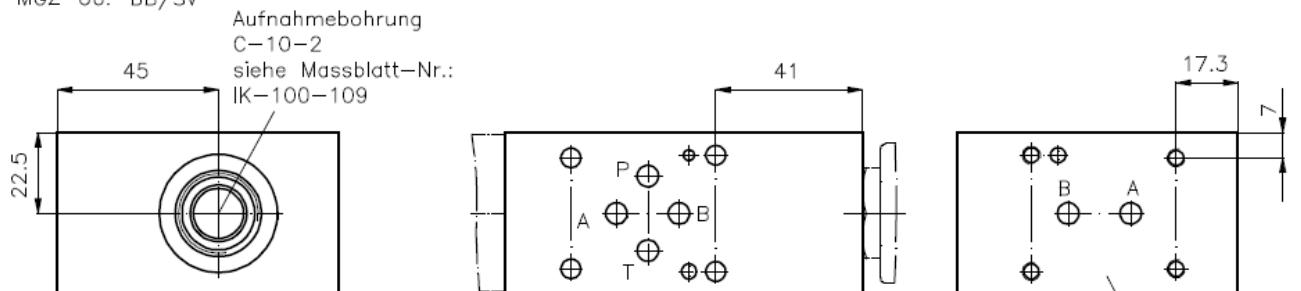 Aufnahmebohrung
C-10-2
siehe Massblatt-Nr.:
IK-100-109
45
41
17.3
7
22.5
P
A
B
T
B
A